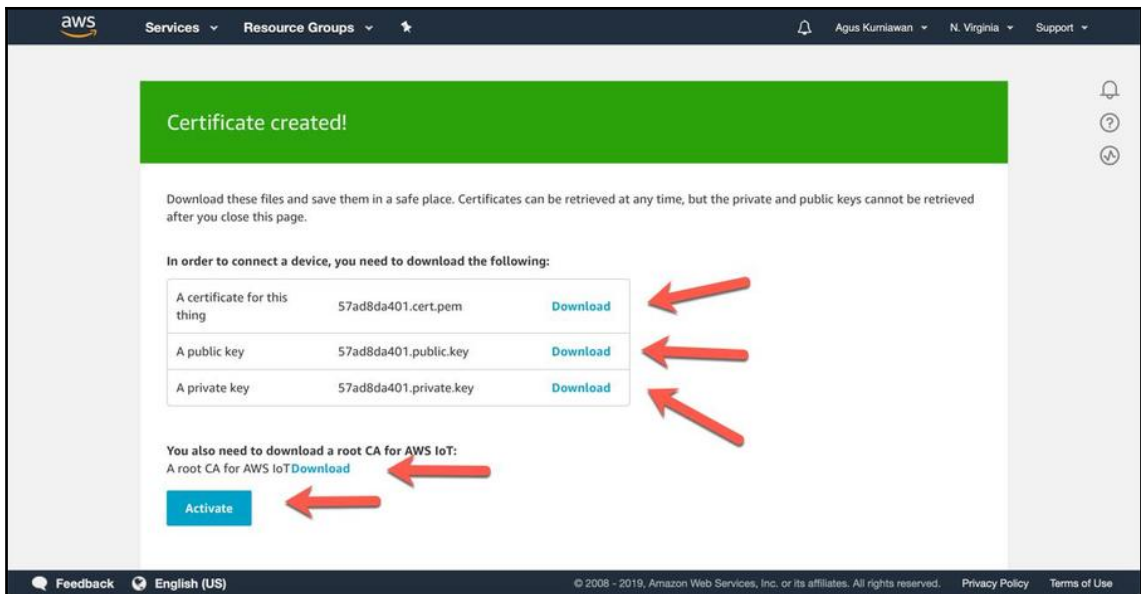 aws
Services
Resource Groups
Agus Kurniawan
N. Virginia
Support
Certificate created!
Download these files and save them in a safe place. Certificates can be retrieved at any time, but the private and public keys cannot be retrieved
after you close this page.
In order to connect a device, you need to download the following:
A certificate for this
thing
57ad8da401.cert.pem
Download
A public key
57ad8da401.public.key
Download
A private key
57ad8da401.private.key
Download
You also need to download a root CA for AWS IoT:
A root CA for AWS IoTDownload
Activate
Feedback
English (US)
© 2008 - 2019, Amazon Web Services, Inc. or its affiliates. All rights reserved.
Privacy Policy
Terms of Use